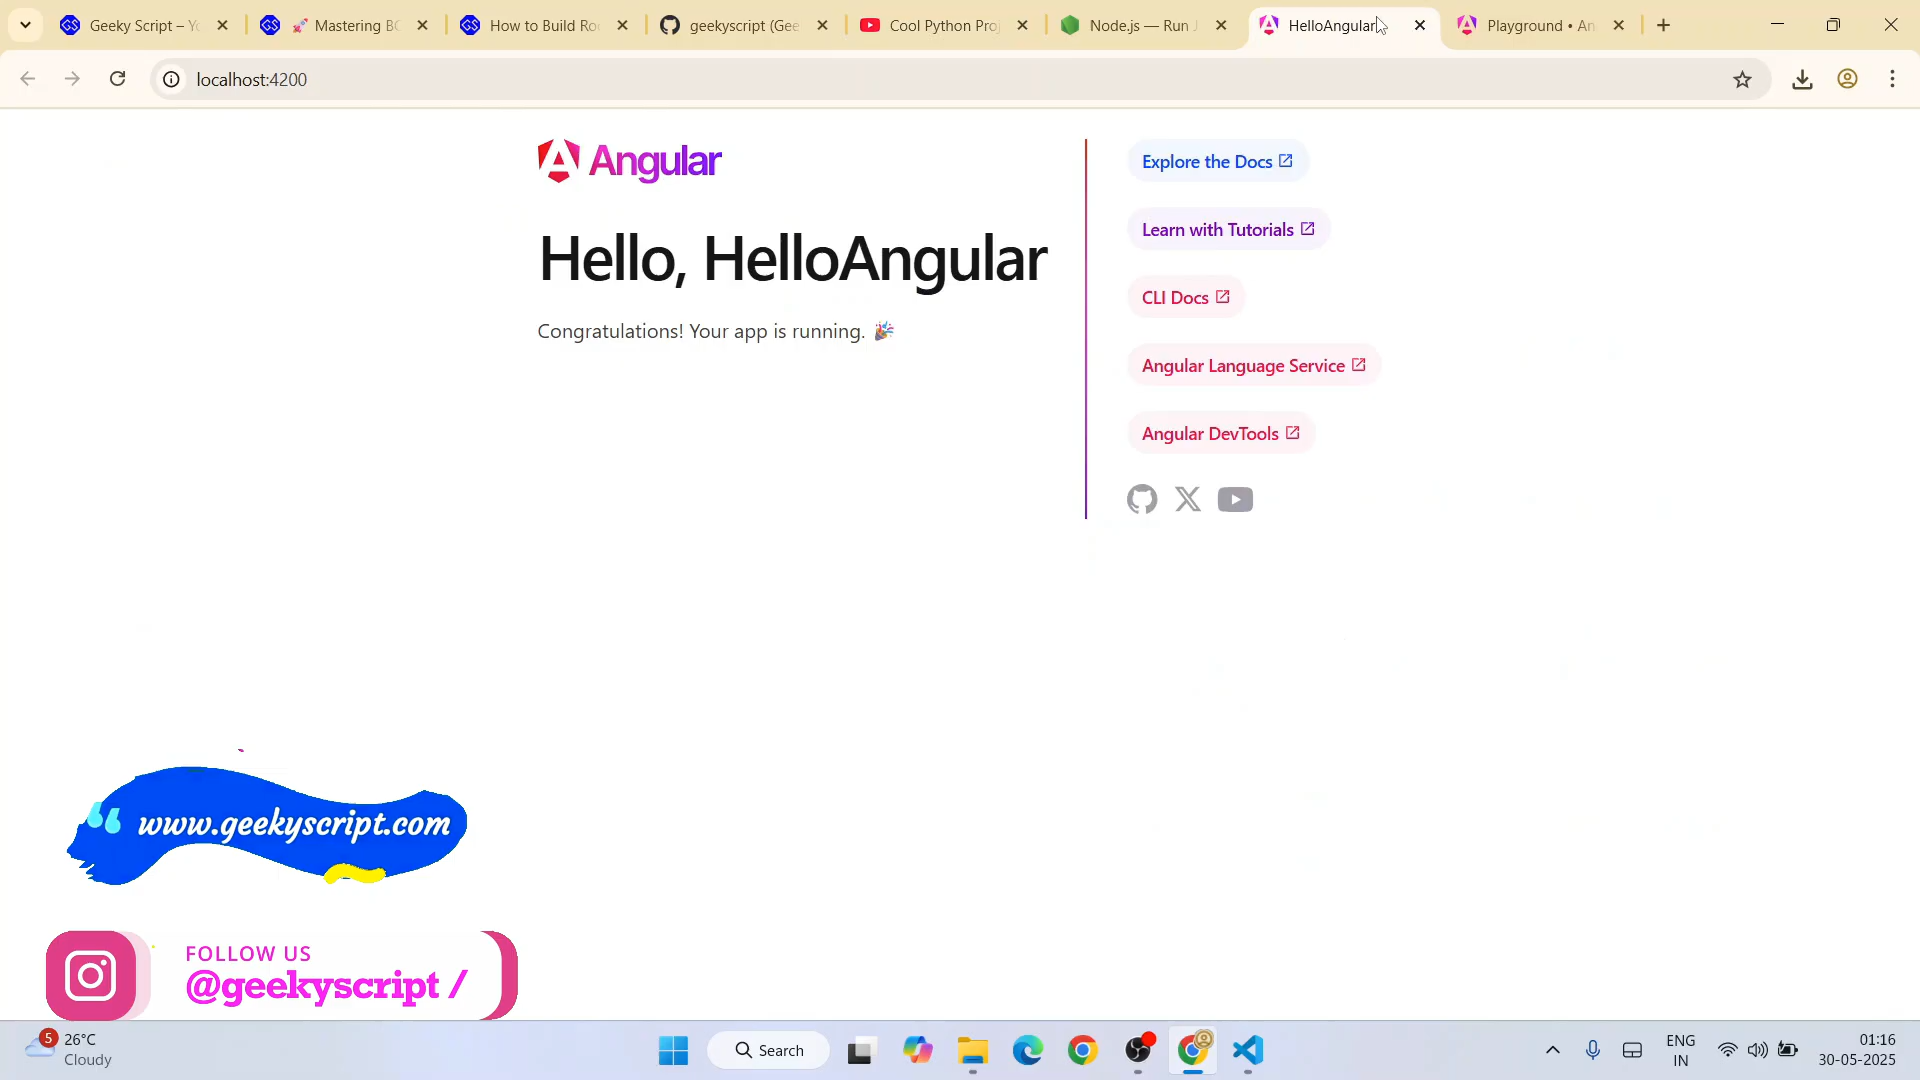 Geeky Script – Yo
🚀 Mastering BC
How to Build Roc
geekyscript (Gee
Cool Python Proj
Node.js — Run J
HelloAngular
Playground • An
localhost:4200
Angular
Hello, HelloAngular
Congratulations! Your app is running. 🎉
Explore the Docs
Learn with Tutorials
CLI Docs
Angular Language Service
Angular DevTools
www.geekyscript.com
FOLLOW US
@geekyscript /
5
26°C
Cloudy
Search
ENG
IN
01:16
30-05-2025